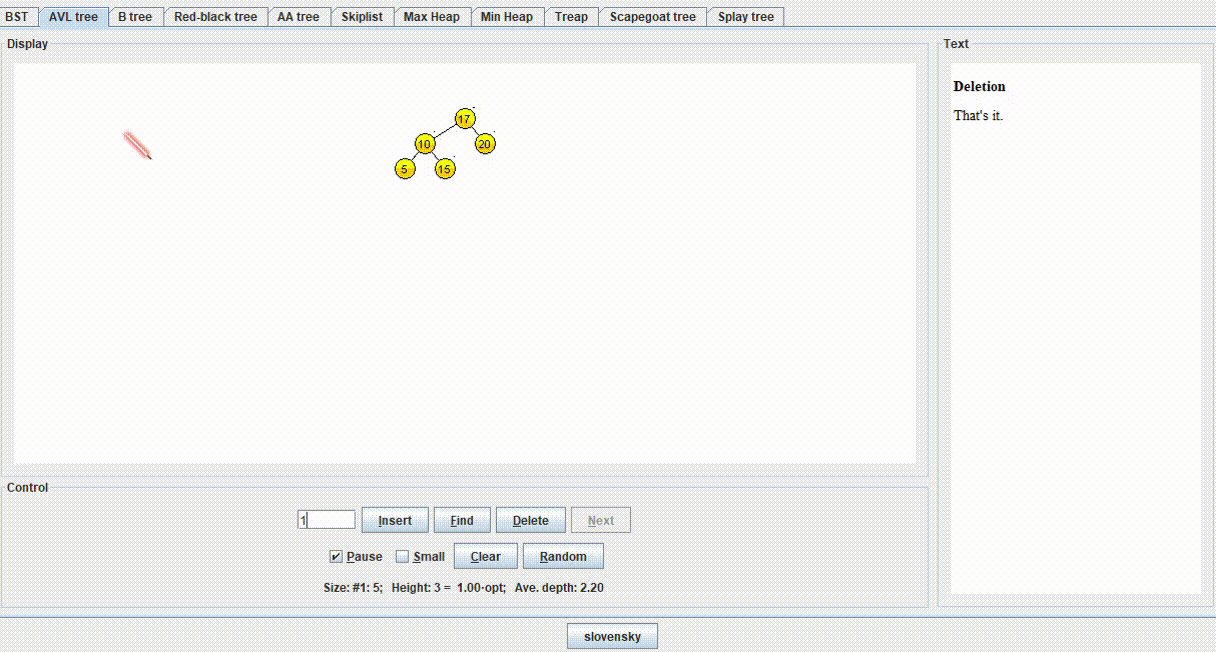 BST AVL tree B tree Red-black tree AA tree Skiplist Max Heap Min Heap Treap Scapegoat tree Splay tree
Display
17
10 20
5 15
Text
Deletion
That's it.
Control
1 Insert Find Delete Next
Pause Small Clear Random
Size: #1: 5; Height: 3 = 1.00·opt; Ave. depth: 2.20
slovensky